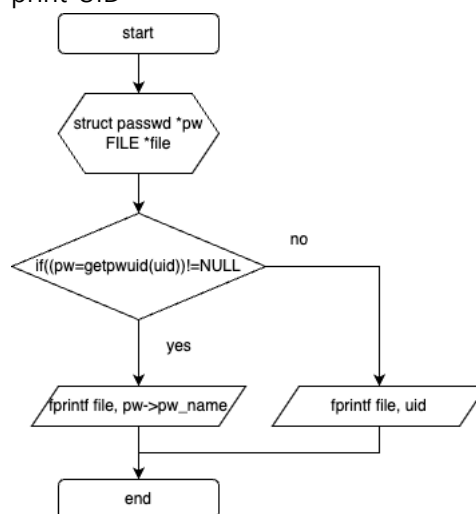 print UID
start
struct passwd *pw
FILE *file
if((pw=getpwuid(uid))!=NULL
no
yes
fprintf file, pw->pw_name
fprintf file, uid
end